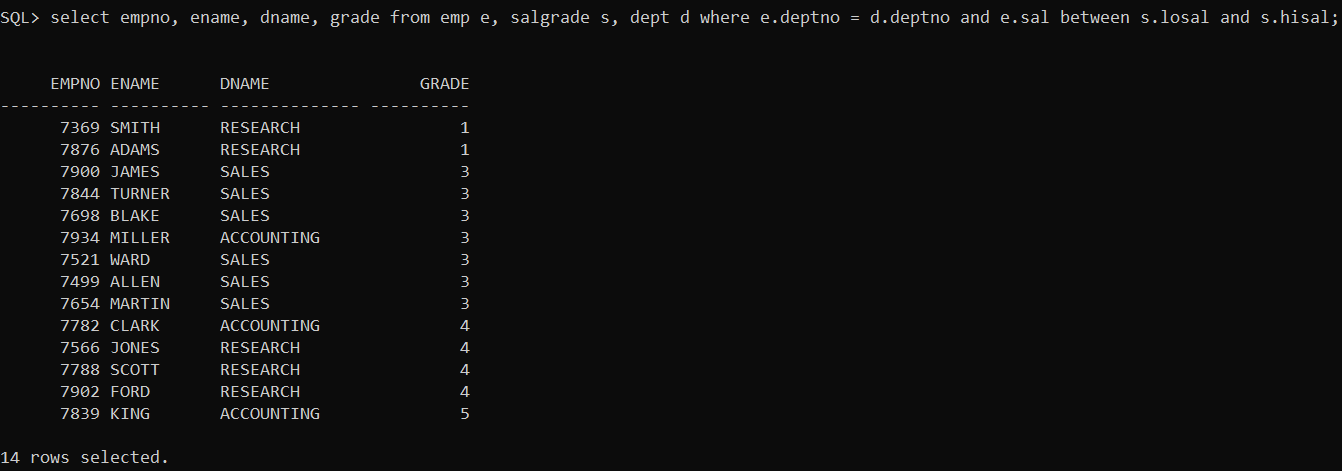 SQL> select empno, ename, dname, grade from emp e, salgrade s, dept d where e.deptno = d.deptno and e.sal between s.losal and s.hisal;
     EMPNO ENAME      DNAME               GRADE
---------- ---------- -------------- ----------
      7369 SMITH      RESEARCH                1
      7876 ADAMS      RESEARCH                1
      7900 JAMES      SALES                   3
      7844 TURNER     SALES                   3
      7698 BLAKE      SALES                   3
      7934 MILLER     ACCOUNTING              3
      7521 WARD       SALES                   3
      7499 ALLEN      SALES                   3
      7654 MARTIN     SALES                   3
      7782 CLARK      ACCOUNTING              4
      7566 JONES      RESEARCH                4
      7788 SCOTT      RESEARCH                4
      7902 FORD       RESEARCH                4
      7839 KING       ACCOUNTING              5
14 rows selected.